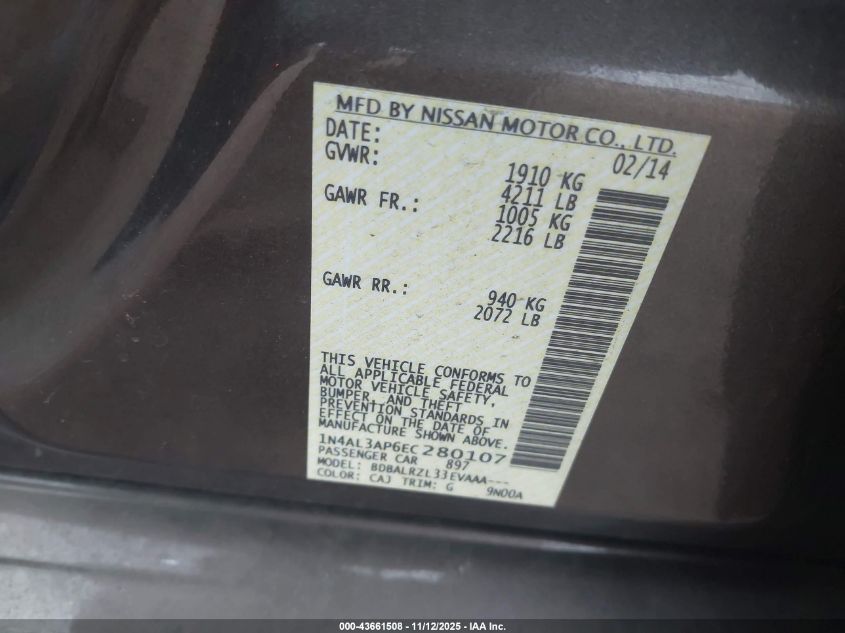 MFD BY NISSAN MOTOR CO., LTD.
DATE: 02/14
GVWR: 1910 KG
4211 LB
GAWR FR.: 1005 KG
2216 LB
GAWR RR.: 940 KG
2072 LB
THIS VEHICLE CONFORMS TO
ALL APPLICABLE FEDERAL
MOTOR VEHICLE SAFETY,
BUMPER, AND THEFT
PREVENTION STANDARDS IN
EFFECT ON THE DATE OF
MANUFACTURE SHOWN ABOVE.
1N4AL3AP6EC280107
PASSENGER CAR 897
MODEL: BDBALRZL33EVAAA---
COLOR: CAJ TRIM: G 9N00A
000-43661508 - 11/12/2025 - IAA Inc.